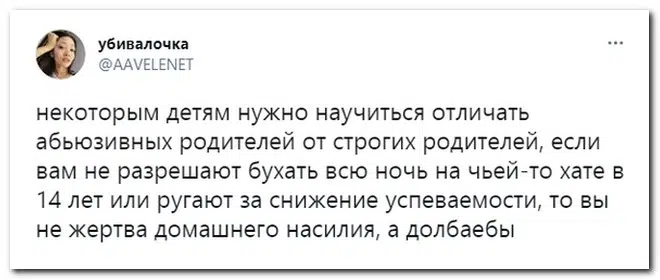 убивалочка
@AAVELENET
некоторым детям нужно научиться отличать
абьюзивных родителей от строгих родителей, если
вам не разрешают бухать всю ночь на чьей-то хате в
14 лет или ругают за снижение успеваемости, то вы
не жертва домашнего насилия, а долбаебы